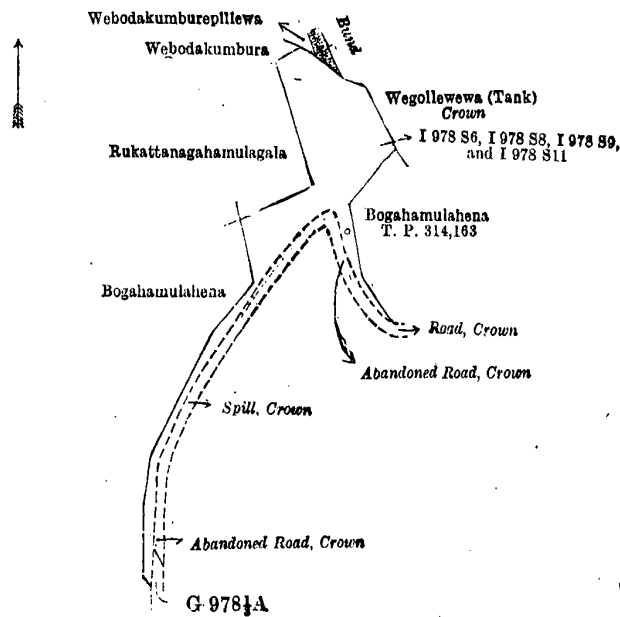 Webodakumburepillewa
Bund
Webodakumbura
Wegollewewa (Tank)
Crown
I 978 S6, I 978 S8, I 978 S9,
and I 978 S11
Rukattanagahamulagala
Bogahamulahena
T. P. 314,163
Bogahamulahena
Road, Crown
Abandoned Road, Crown
Spill, Crown
Abandoned Road, Crown
G 978⅓A